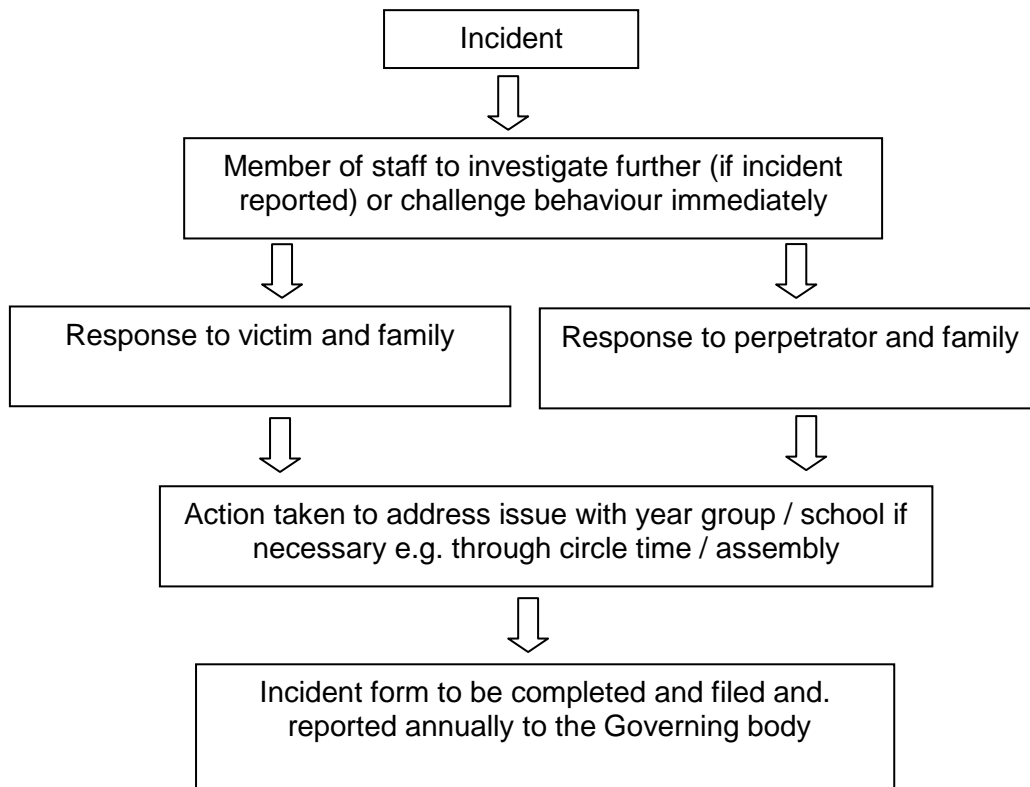 Incident
Member of staff to investigate further (if incident
reported) or challenge behaviour immediately
Response to victim and family
Response to perpetrator and family
Action taken to address issue with year group / school if
necessary e.g. through circle time / assembly
Incident form to be completed and filed and.
reported annually to the Governing body